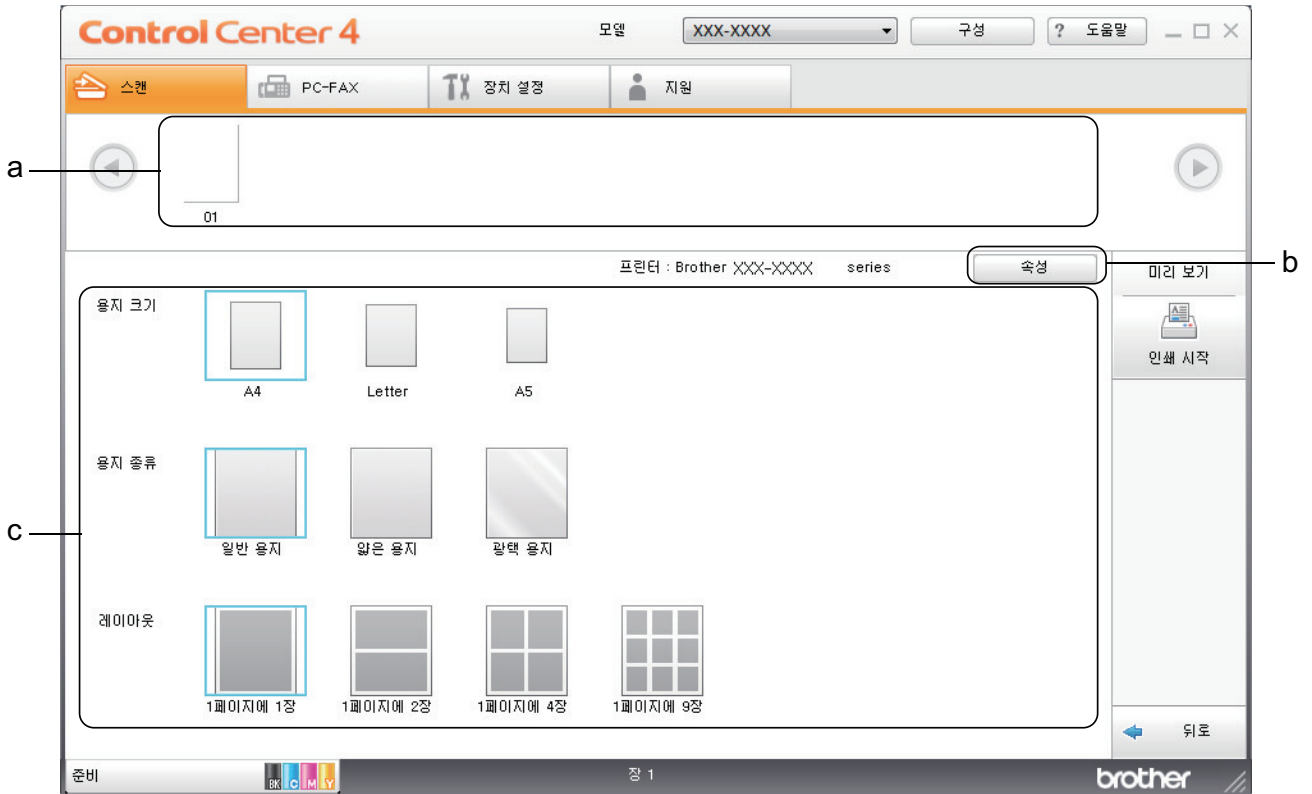 Control Center 4 모델 XXX-XXXX 구성 ? 도움말
스캔 PC-FAX 장치 설정 지원
a
01
프린터 : Brother XXX-XXXX series 속성 미리 보기
b
용지 크기
인쇄 시작
A4 Letter A5
용지 종류
c
일반 용지 얇은 용지 광택 용지
레이아웃
1페이지에 1장 1페이지에 2장 1페이지에 4장 1페이지에 9장
뒤로
준비 BK C M Y 장 1 brother